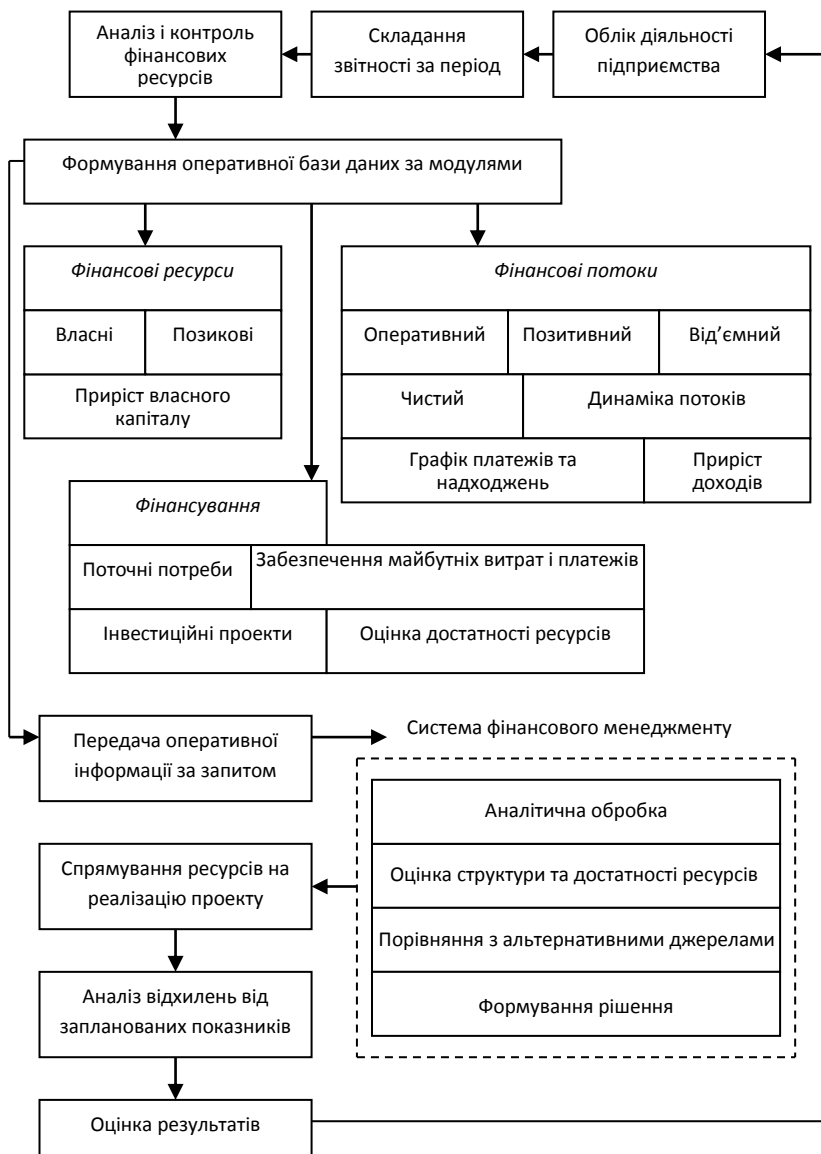 Аналіз і контроль
фінансових
ресурсів
Складання
звітності за період
Облік діяльності
підприємства
Формування оперативної бази даних за модулями
Фінансові ресурси
Власні
Позикові
Приріст власного
капіталу
Фінансові потоки
Оперативний
Позитивний
Від’ємний
Чистий
Динаміка потоків
Графік платежів та
надходжень
Приріст
доходів
Фінансування
Поточні потреби
Забезпечення майбутніх витрат і платежів
Інвестиційні проекти
Оцінка достатності ресурсів
Передача оперативної
інформації за запитом
Система фінансового менеджменту
Аналітична обробка
Оцінка структури та достатності ресурсів
Порівняння з альтернативними джерелами
Формування рішення
Спрямування ресурсів на
реалізацію проекту
Аналіз відхилень від
запланованих показників
Оцінка результатів